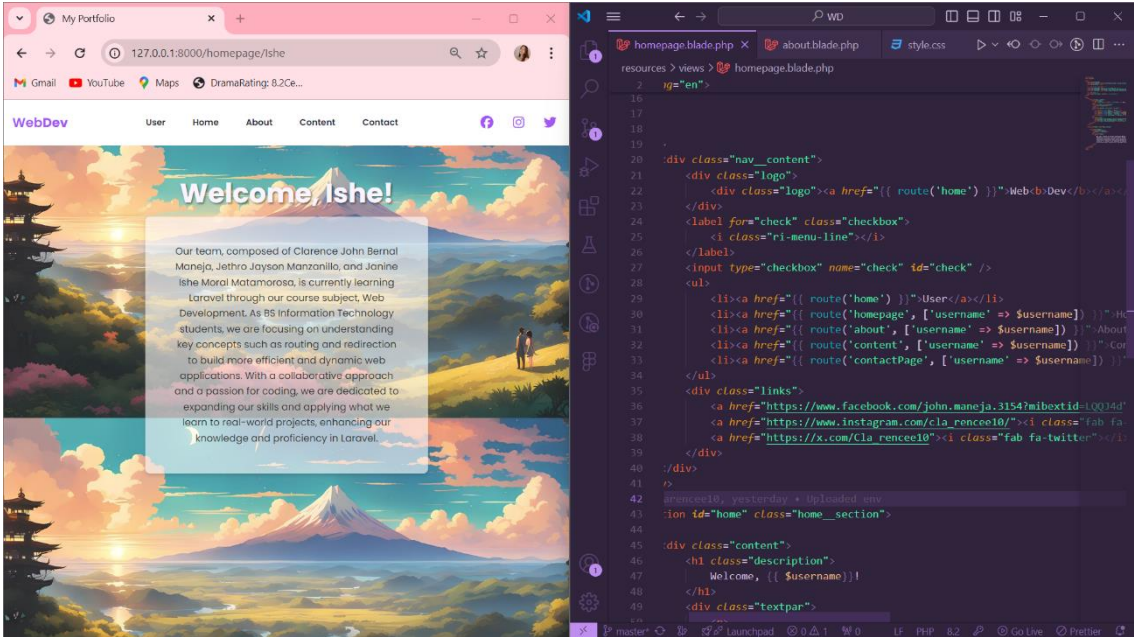 My Portfolio
127.0.0.1:8000/homepage/Ishe
Gmail YouTube Maps DramaRating: 8.2Ce...
WebDev User Home About Content Contact
Welcome, Ishe!
Our team, composed of Clarence John Bernal
Maneja, Jethro Jayson Manzanillo, and Janine
Ishe Moral Matamorosa, is currently learning
Laravel through our course subject, Web
Development. As BS Information Technology
students, we are focusing on understanding
key concepts such as routing and redirection
to build more efficient and dynamic web
applications. With a collaborative approach
and a passion for coding, we are dedicated to
expanding our skills and applying what we
learn to real-world projects, enhancing our
knowledge and proficiency in Laravel.
WD
homepage.blade.php about.blade.php style.css
resources > views > homepage.blade.php
2 ng="en">
16
17
18
19
20 div class="nav__content">
21 <div class="logo">
22 <div class="logo"><a href="{{ route('home') }}">Web<b>Dev</b></a></
23 </div>
24 <label for="check" class="checkbox">
25 <i class="ri-menu-line"></i>
26 </label>
27 <input type="checkbox" name="check" id="check" />
28 <ul>
29 <li><a href="{{ route('home') }}">User</a></li>
30 <li><a href="{{ route('homepage', ['username' => $username]) }}">Ho
31 <li><a href="{{ route('about', ['username' => $username]) }}">About
32 <li><a href="{{ route('content', ['username' => $username]) }}">Con
33 <li><a href="{{ route('contactPage', ['username' => $username]) }}"
34 </ul>
35 <div class="links">
36 <a href="https://www.facebook.com/john.maneja.3154?mibextid=LQQJ4d"
37 <a href="https://www.instagram.com/cla_rencee10/"><i class="fab fa-
38 <a href="https://x.com/Cla_rencee10"><i class="fab fa-twitter"></i>
39 </div>
40 /div>
41 >
42 arencee10, yesterday • Uploaded env
43 tion id="home" class="home__section">
44
45 div class="content">
46 <h1 class="description">
47 Welcome, {{ $username}}!
48 </h1>
49 <div class="textpar">
master* Launchpad 0 1 0 LF PHP 8.2 Go Live Prettier